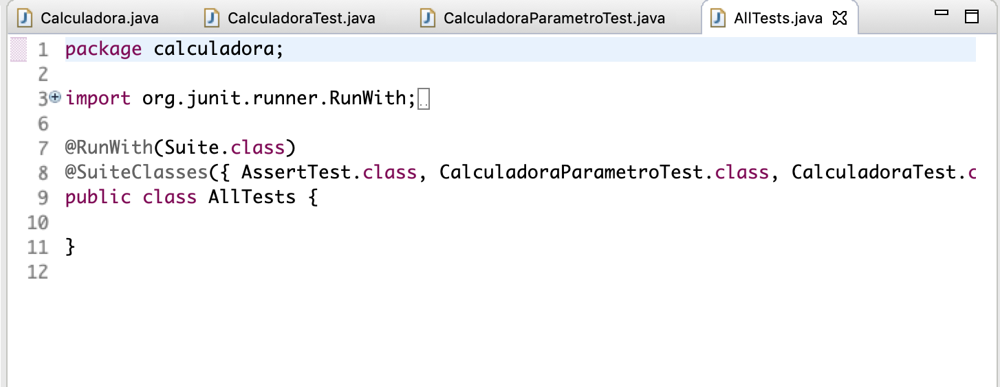 Calculadora.java CalculadoraTest.java CalculadoraParametroTest.java AllTests.java
1 package calculadora;
2
3 import org.junit.runner.RunWith;
6
7 @RunWith(Suite.class)
8 @SuiteClasses({ AssertTest.class, CalculadoraParametroTest.class, CalculadoraTest.c
9 public class AllTests {
10
11 }
12